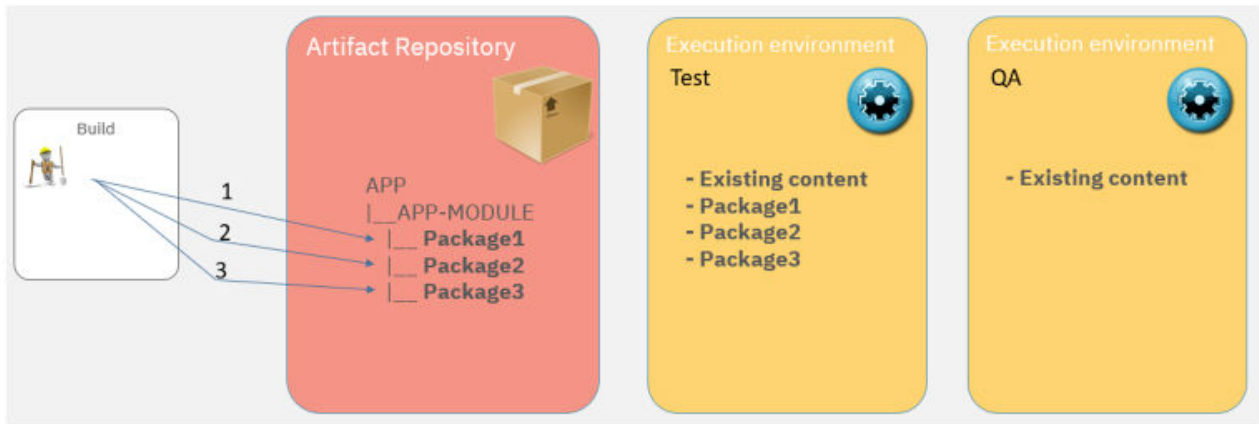 Build
1
2
3
Artifact Repository
APP
|__APP-MODULE
|__ Package1
|__ Package2
|__ Package3
Execution environment
Test
- Existing content
- Package1
- Package2
- Package3
Execution environment
QA
- Existing content